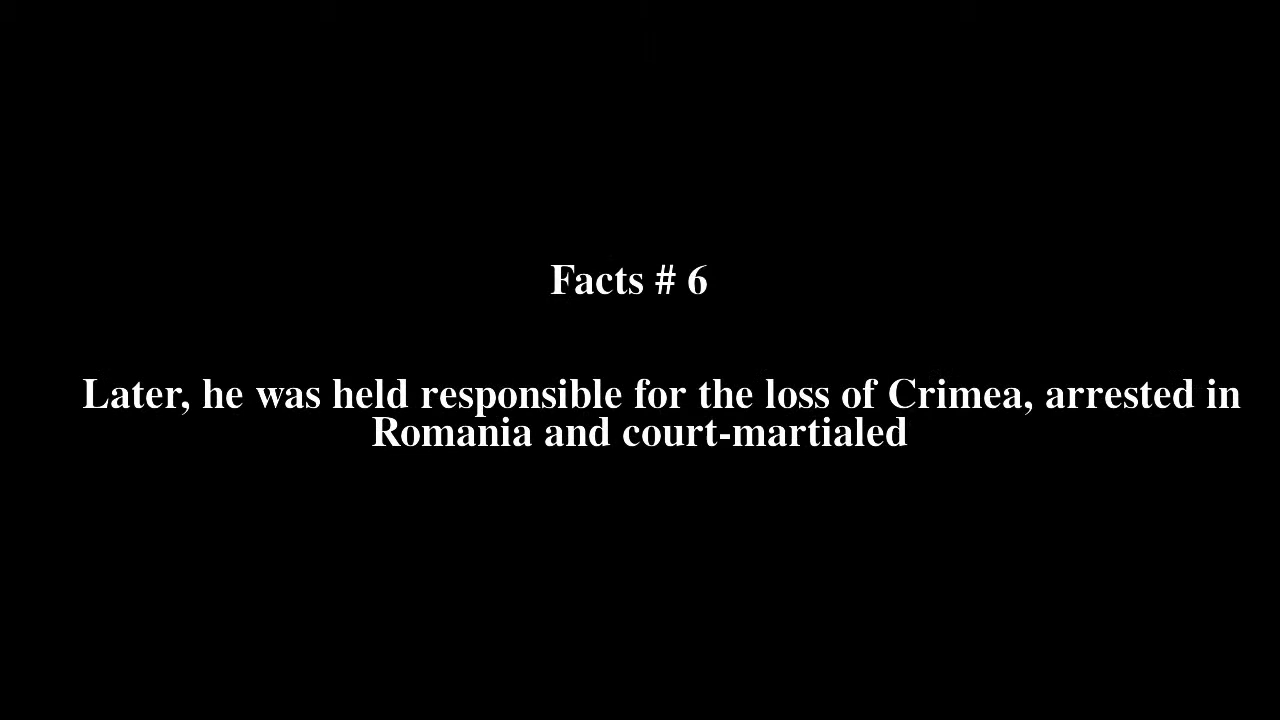 Facts # 6
Later, he was held responsible for the loss of Crimea, arrested in
Romania and court-martialed